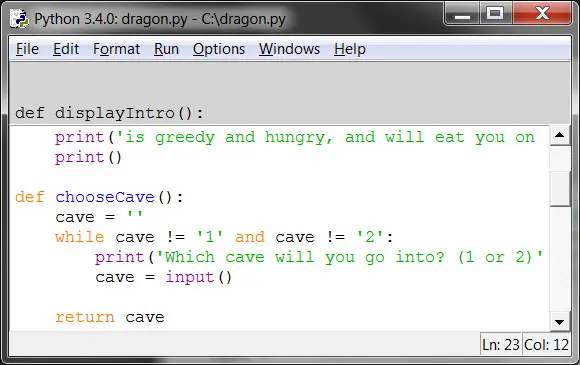 Python 3.4.0: dragon.py - C:\dragon.py
File Edit Format Run Options Windows Help
def displayIntro():
    print('is greedy and hungry, and will eat you on
    print()
def chooseCave():
    cave = ''
    while cave != '1' and cave != '2':
        print('Which cave will you go into? (1 or 2)'
        cave = input()
    return cave
Ln: 23 Col: 12